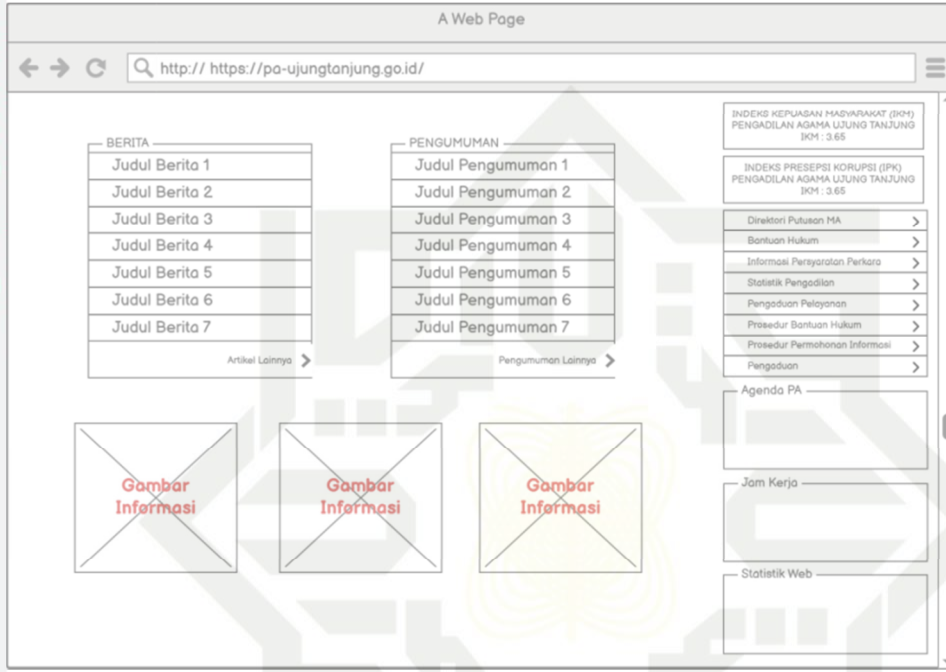 A Web Page
http:// https://pa-ujungtanjung.go.id/
BERITA
Judul Berita 1
Judul Berita 2
Judul Berita 3
Judul Berita 4
Judul Berita 5
Judul Berita 6
Judul Berita 7
Artikel Lainnya
PENGUMUMAN
Judul Pengumuman 1
Judul Pengumuman 2
Judul Pengumuman 3
Judul Pengumuman 4
Judul Pengumuman 5
Judul Pengumuman 6
Judul Pengumuman 7
Pengumuman Lainnya
Gambar
Informasi
Gambar
Informasi
Gambar
Informasi
INDEKS KEPUASAN MASYARAKAT (IKM)
PENGADILAN AGAMA UJUNG TANJUNG
IKM : 3.65
INDEKS PRESEPSI KORUPSI (IPK)
PENGADILAN AGAMA UJUNG TANJUNG
IKM : 3.65
Direktori Putusan MA
Bantuan Hukum
Informasi Persyaratan Perkara
Statistik Pengadilan
Pengaduan Pelayanan
Prosedur Bantuan Hukum
Prosedur Permohonan Informasi
Pengaduan
Agenda PA
Jam Kerja
Statistik Web